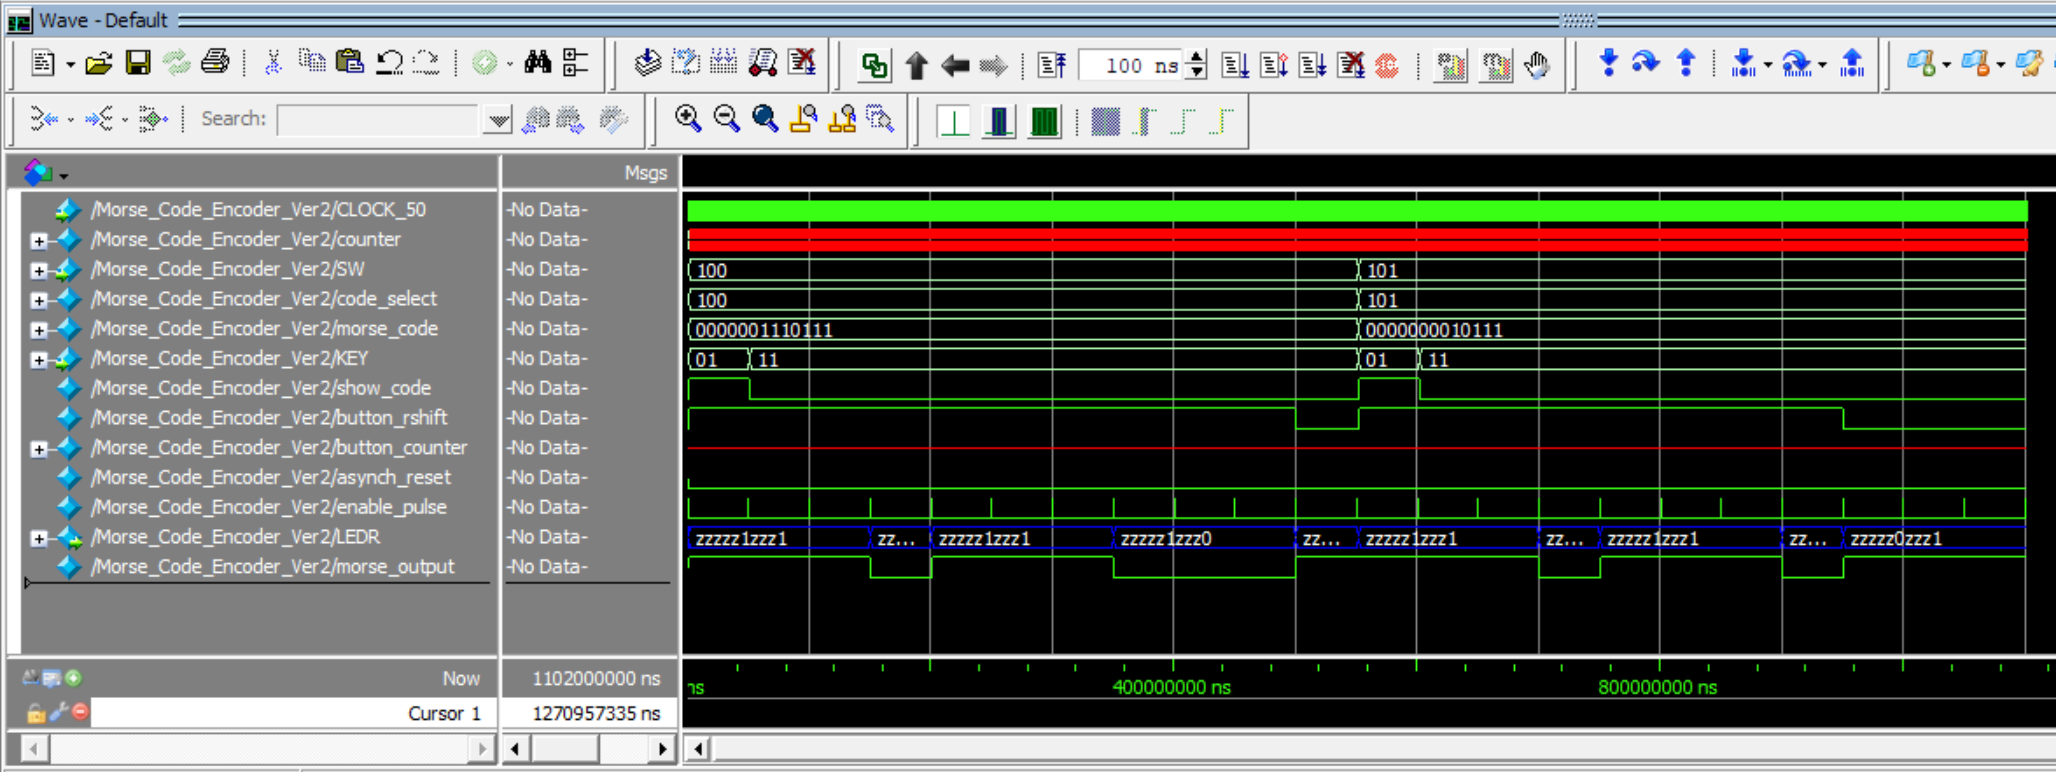 Wave - Default
100 ns
Search:
Msgs
/Morse_Code_Encoder_Ver2/CLOCK_50 -No Data-
/Morse_Code_Encoder_Ver2/counter -No Data-
/Morse_Code_Encoder_Ver2/SW -No Data- 100 101
/Morse_Code_Encoder_Ver2/code_select -No Data- 100 101
/Morse_Code_Encoder_Ver2/morse_code -No Data- 0000001110111 0000000010111
/Morse_Code_Encoder_Ver2/KEY -No Data- 01 11 01 11
/Morse_Code_Encoder_Ver2/show_code -No Data-
/Morse_Code_Encoder_Ver2/button_rshift -No Data-
/Morse_Code_Encoder_Ver2/button_counter -No Data-
/Morse_Code_Encoder_Ver2/asynch_reset -No Data-
/Morse_Code_Encoder_Ver2/enable_pulse -No Data-
/Morse_Code_Encoder_Ver2/LEDR -No Data- zzzzz1zzz1 zz... zzzzz1zzz1 zzzzz1zzz0 zz... zzzzz1zzz1 zz... zzzzz1zzz1 zz... zzzzz0zzz1
/Morse_Code_Encoder_Ver2/morse_output -No Data-
Now 1102000000 ns ns 400000000 ns 800000000 ns
Cursor 1 1270957335 ns